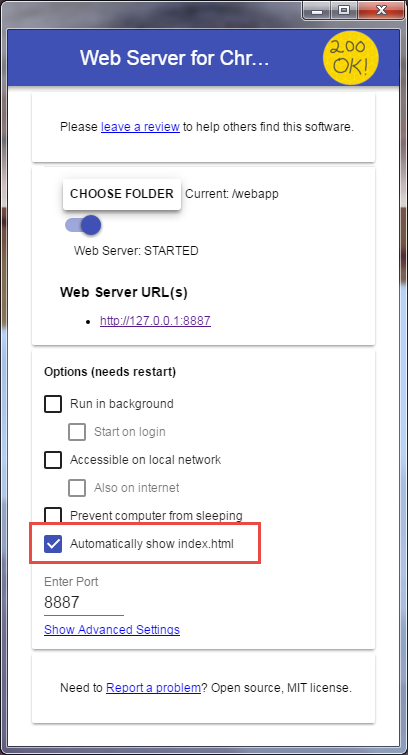 Web Server for Chr...
200
OK!
Please leave a review to help others find this software.
CHOOSE FOLDER Current: /webapp
Web Server: STARTED
Web Server URL(s)
http://127.0.0.1:8887
Options (needs restart)
Run in background
Start on login
Accessible on local network
Also on internet
Prevent computer from sleeping
Automatically show index.html
Enter Port
8887
Show Advanced Settings
Need to Report a problem? Open source, MIT license.